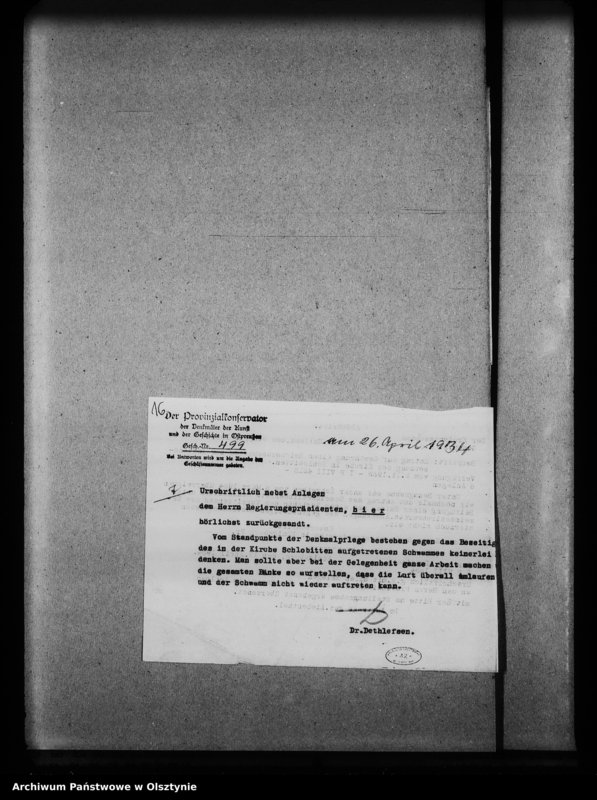 16
Der Provinzialkonservator
der Denkmäler der Kunst
und der Geschichte in Ostpreußen
Gesch.-Nr. 499
Bei Antworten wird um die Angabe der
Geschäftsnummer gebeten.
am 26. April 1934.
Urschriftlich nebst Anlagen
dem Herrn Regierungspräsidenten, hier
hörlichst zurückgesandt.
Vom Standpunkte der Denkmalpflege bestehen gegen das Beseitig
des in der Kirche Schlobitten aufgetretenen Schwammes keinerlei
denken. Man sollte aber bei der Gelegenheit ganze Arbeit machen
die gesamten Bänke so aufstellen, dass die Luft überall umlaufen
und der Schwamm nicht wieder auftreten kann.
Dr.Dethlefsen.
Archiwum Państwowe w Olsztynie